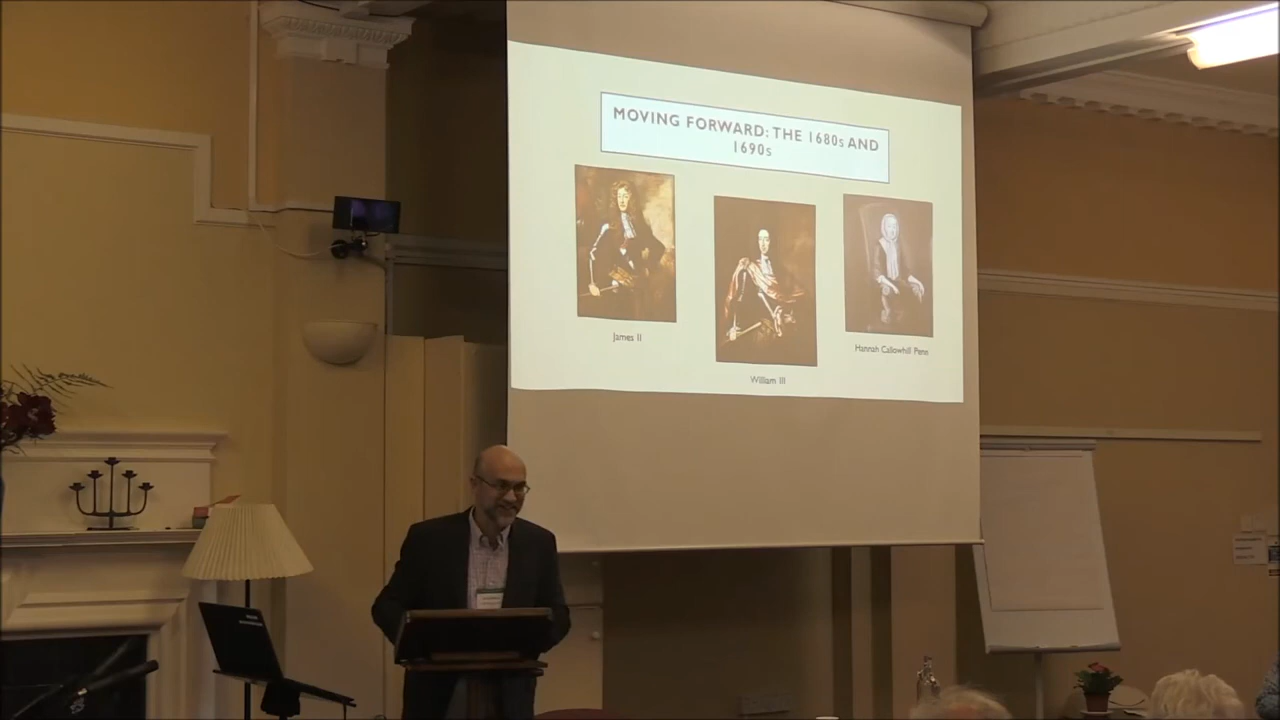 MOVING FORWARD: THE 1680s AND
1690s
James II
William III
Hannah Callowhill Penn